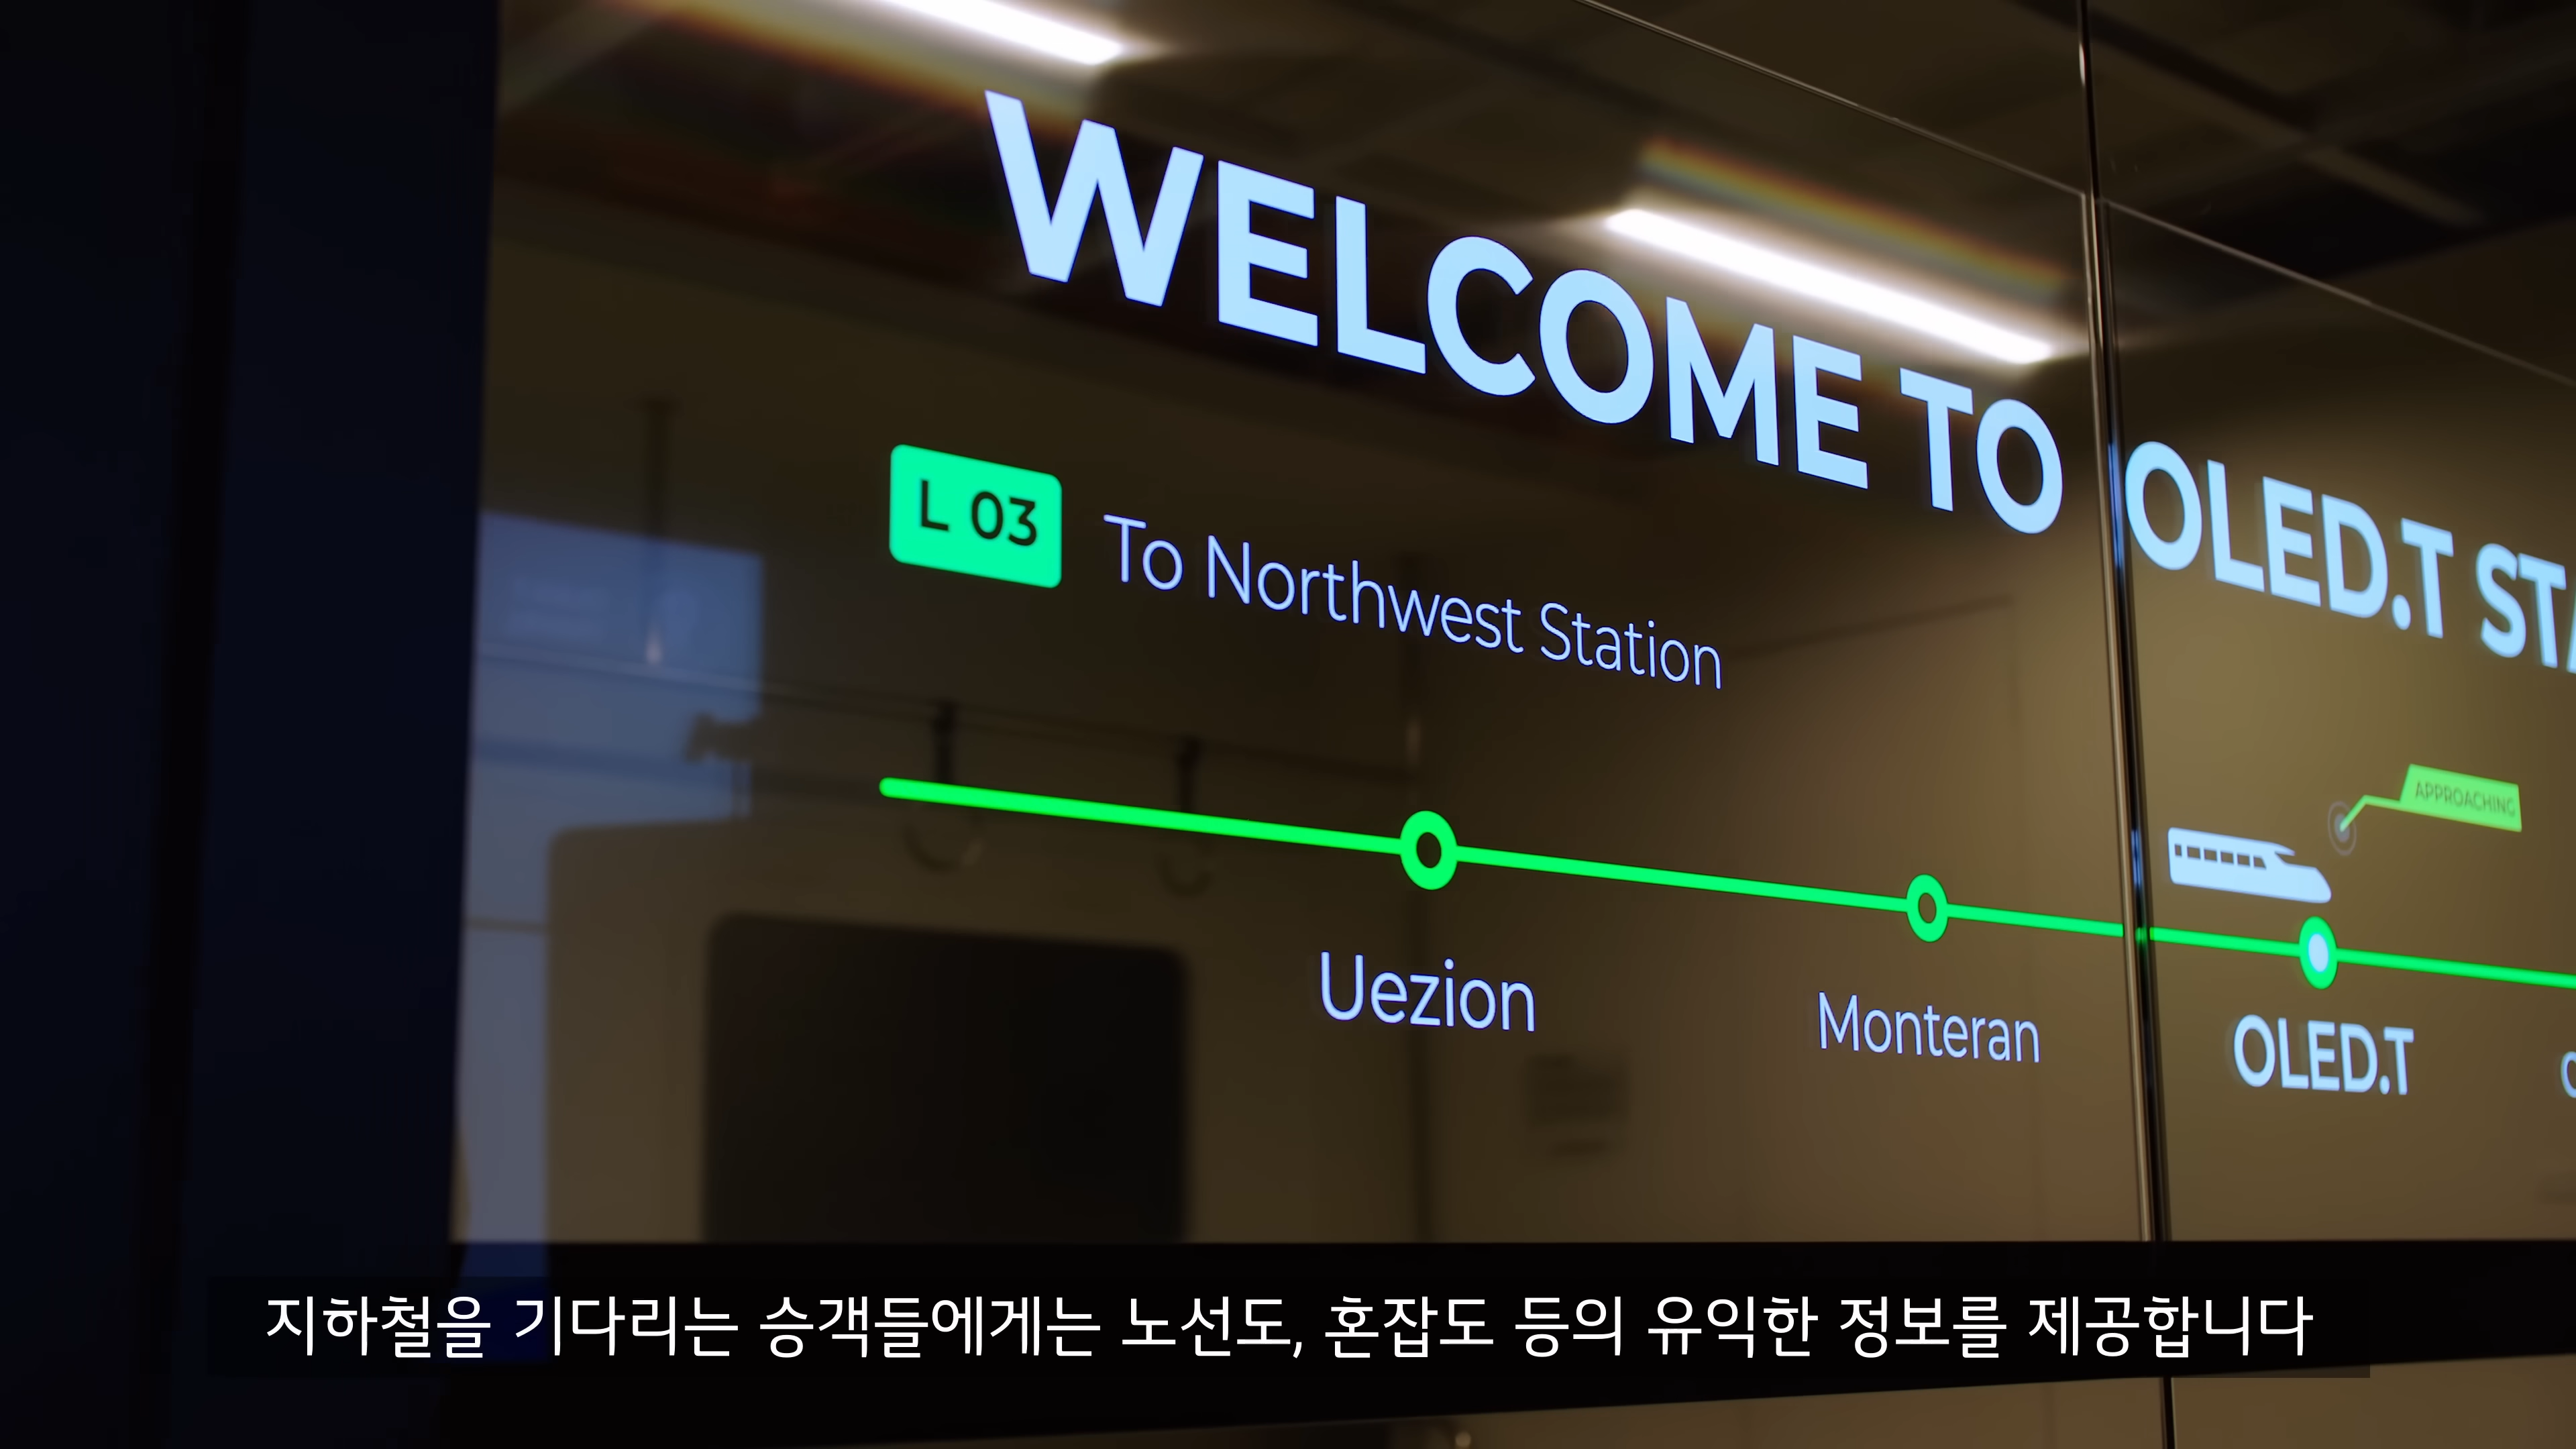 WELCOME TO OLED.T
L 03
To Northwest Station
APPROACHING
Uezion
Monteran
OLED.T
지하철을 기다리는 승객들에게는 노선도, 혼잡도 등의 유익한 정보를 제공합니다